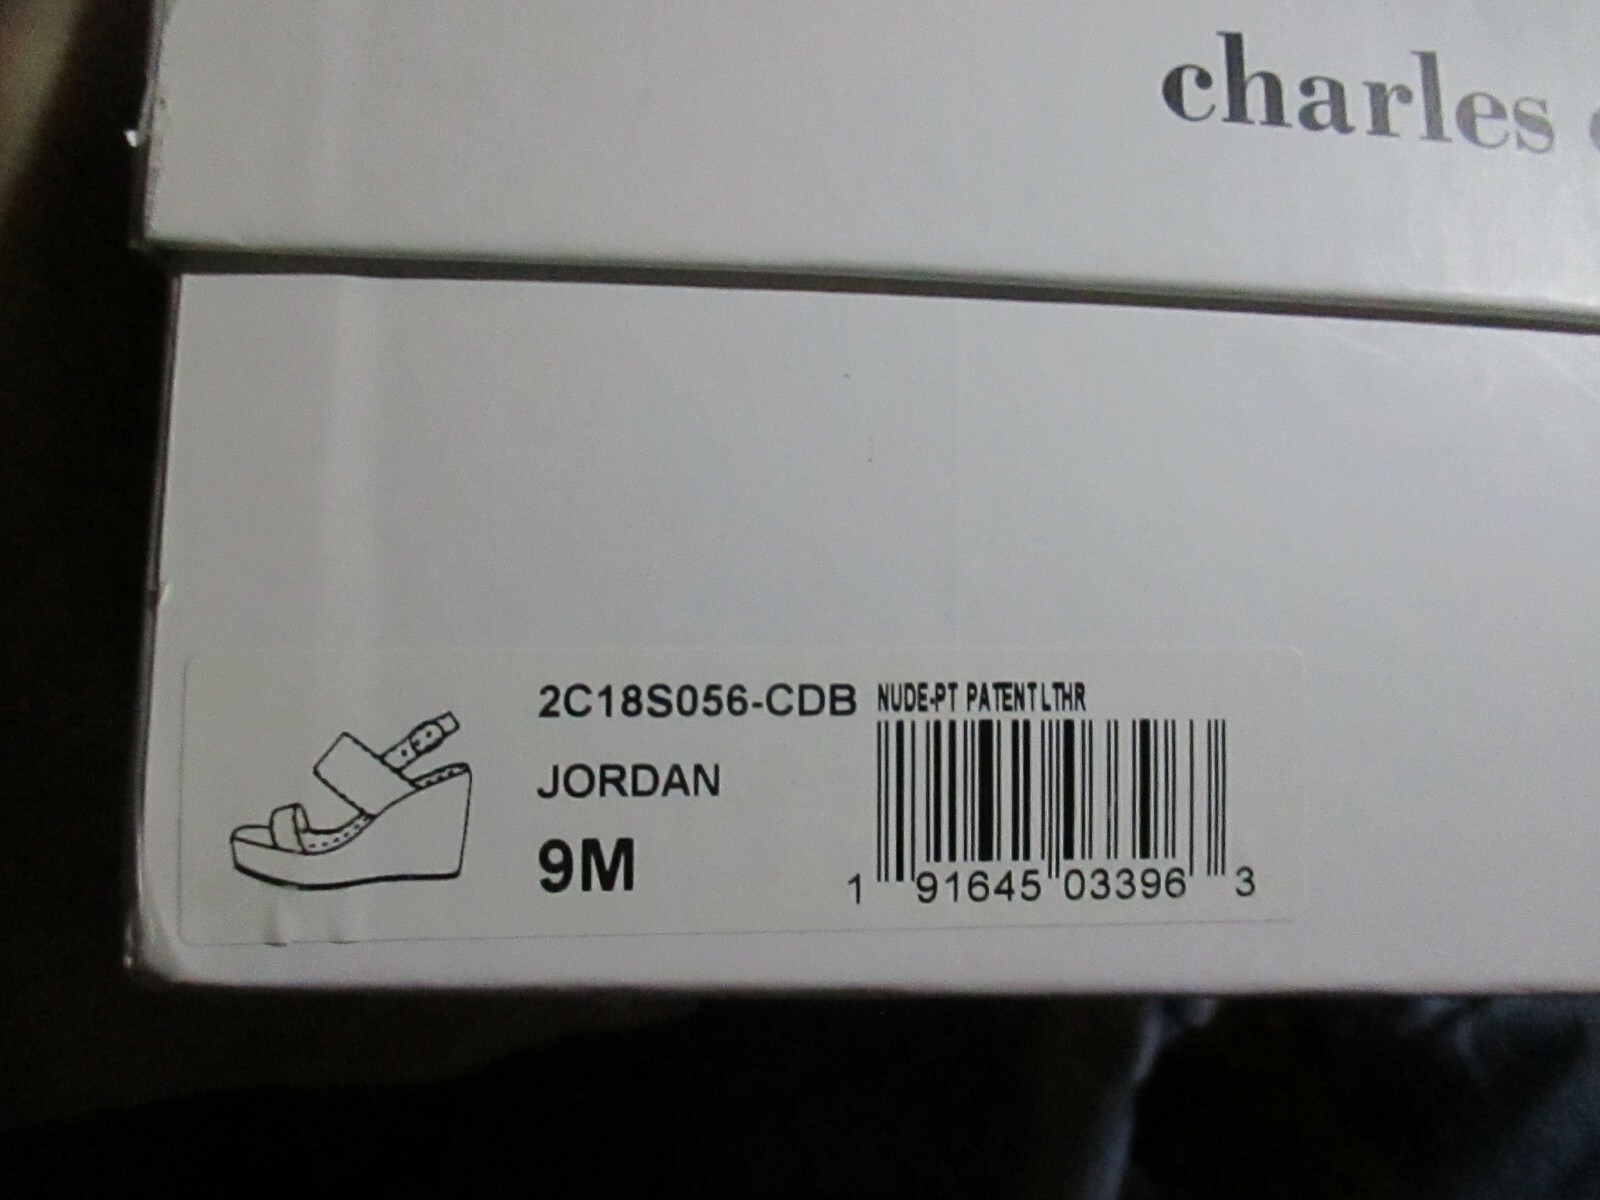 charles
2C18S056-CDB NUDE-PT PATENT LTHR
JORDAN
9M
1 91645 03396 3